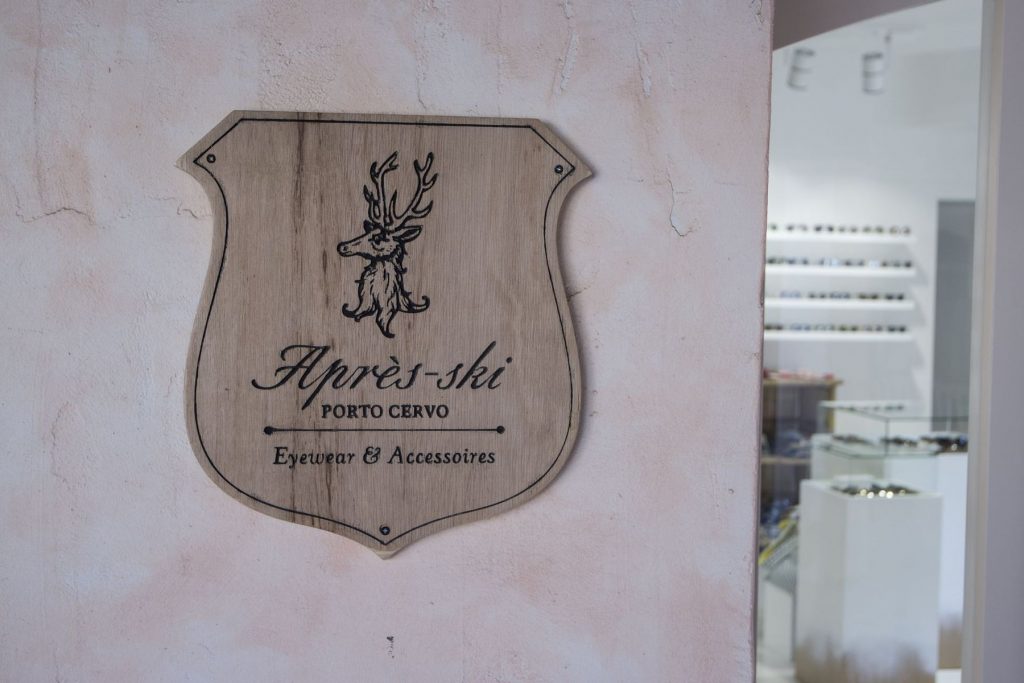 Après-ski
PORTO CERVO
Eyewear & Accessoires